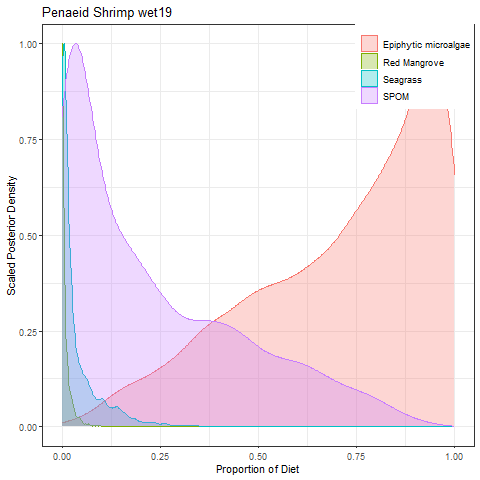 Penaeid Shrimp wet19
Epiphytic microalgae
Red Mangrove
Seagrass
SPOM
1.00
0.75
0.50
0.25
0.00
Scaled Posterior Density
0.00 0.25 0.50 0.75 1.00
Proportion of Diet